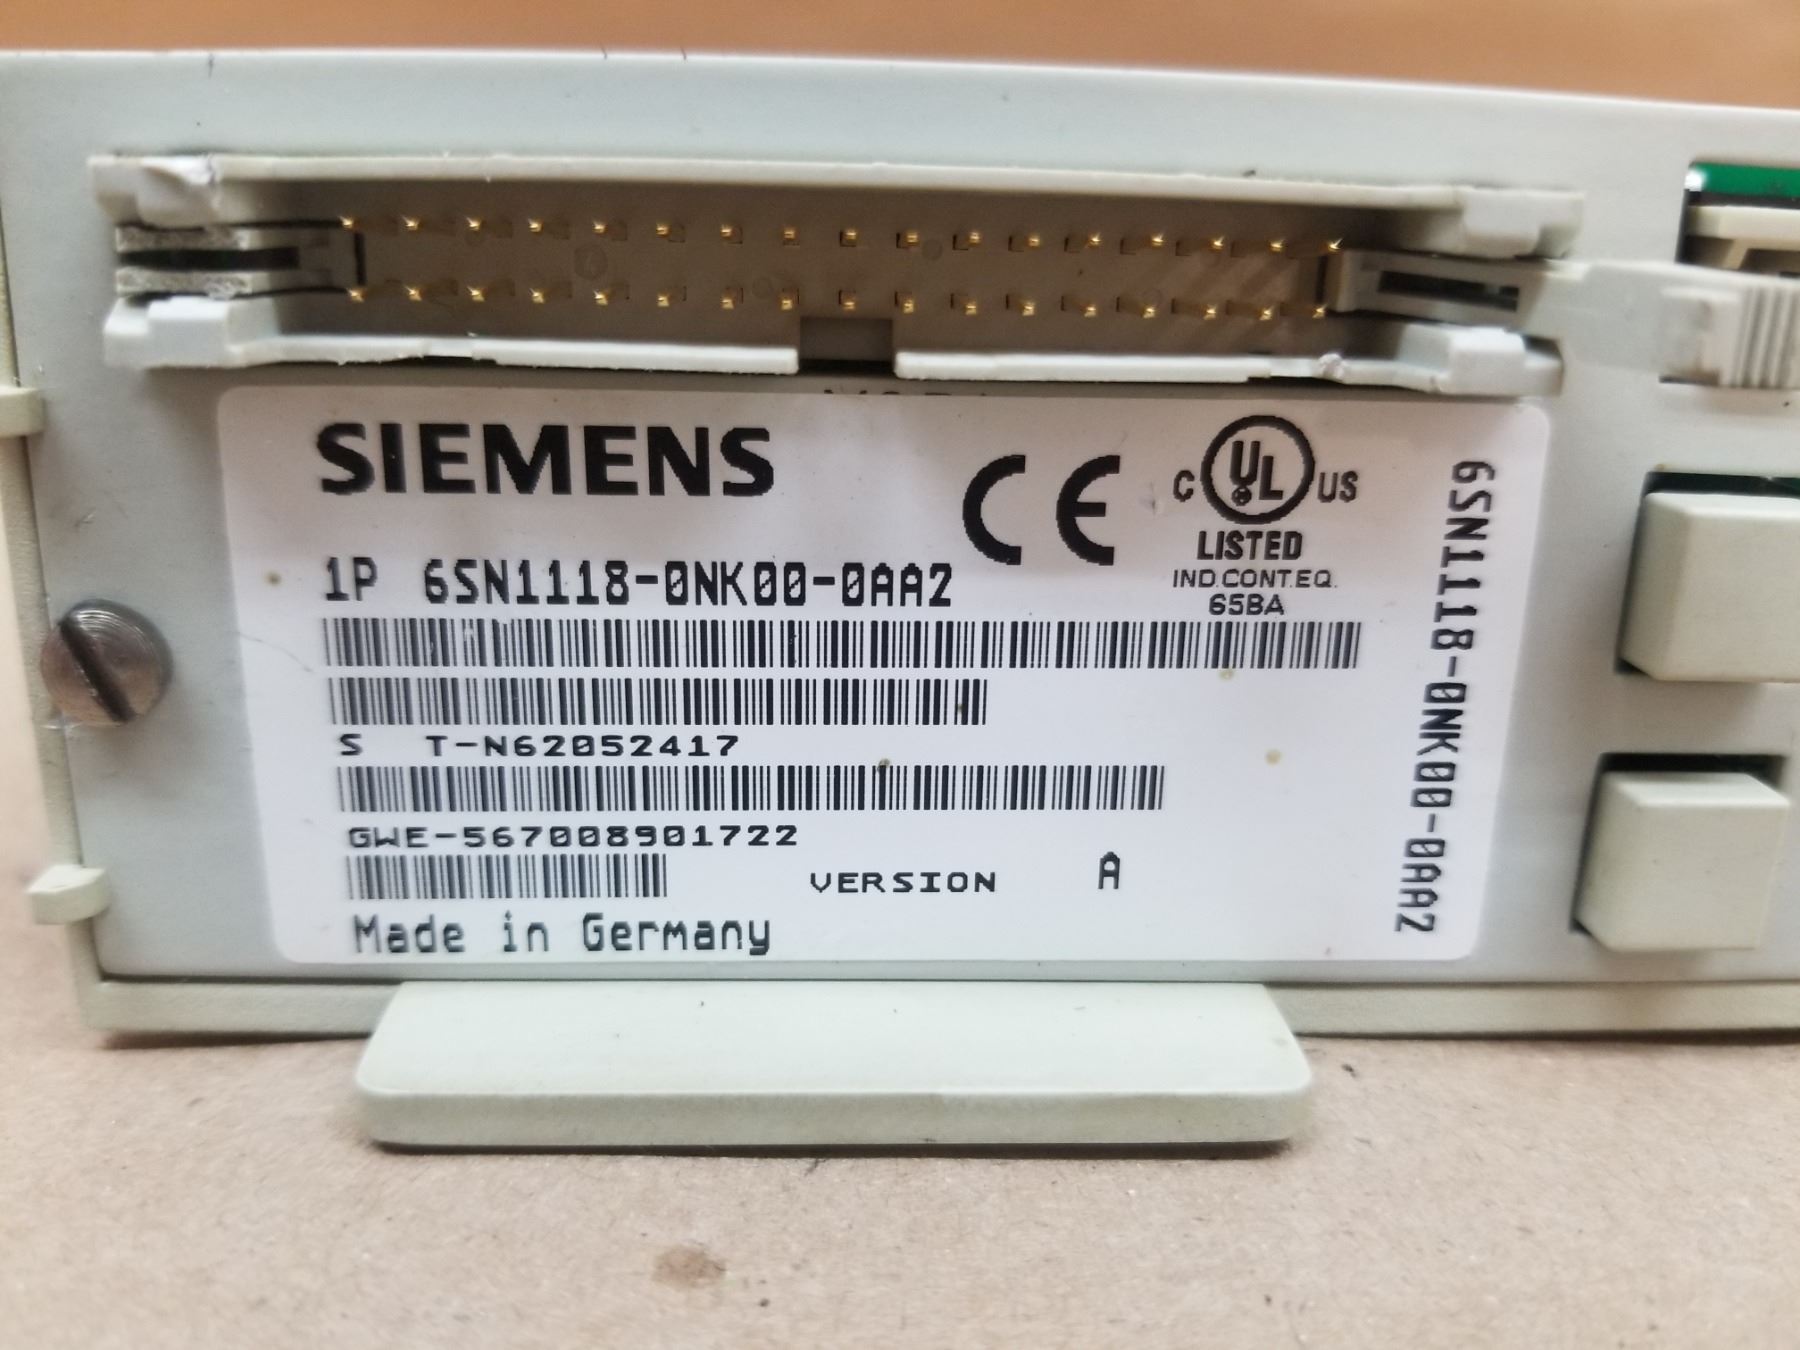 SIEMENS
CE
C UL US
LISTED
IND.CONT.EQ.
65BA
1P 6SN1118-0NK00-0AA2
S T-N62052417
GWE-567008901722
VERSION A
Made in Germany
6SN1118-0NK00-0AA2